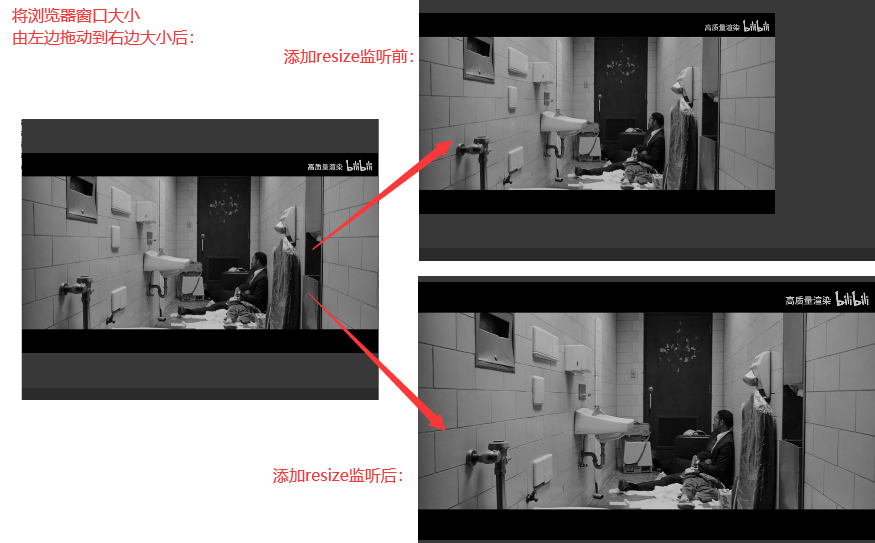 将浏览器窗口大小
由左边拖动到右边大小后：
添加resize监听前：
高质量渲染 bilibili
高质量渲染 bilibili
高质量渲染 bilibili
添加resize监听后：